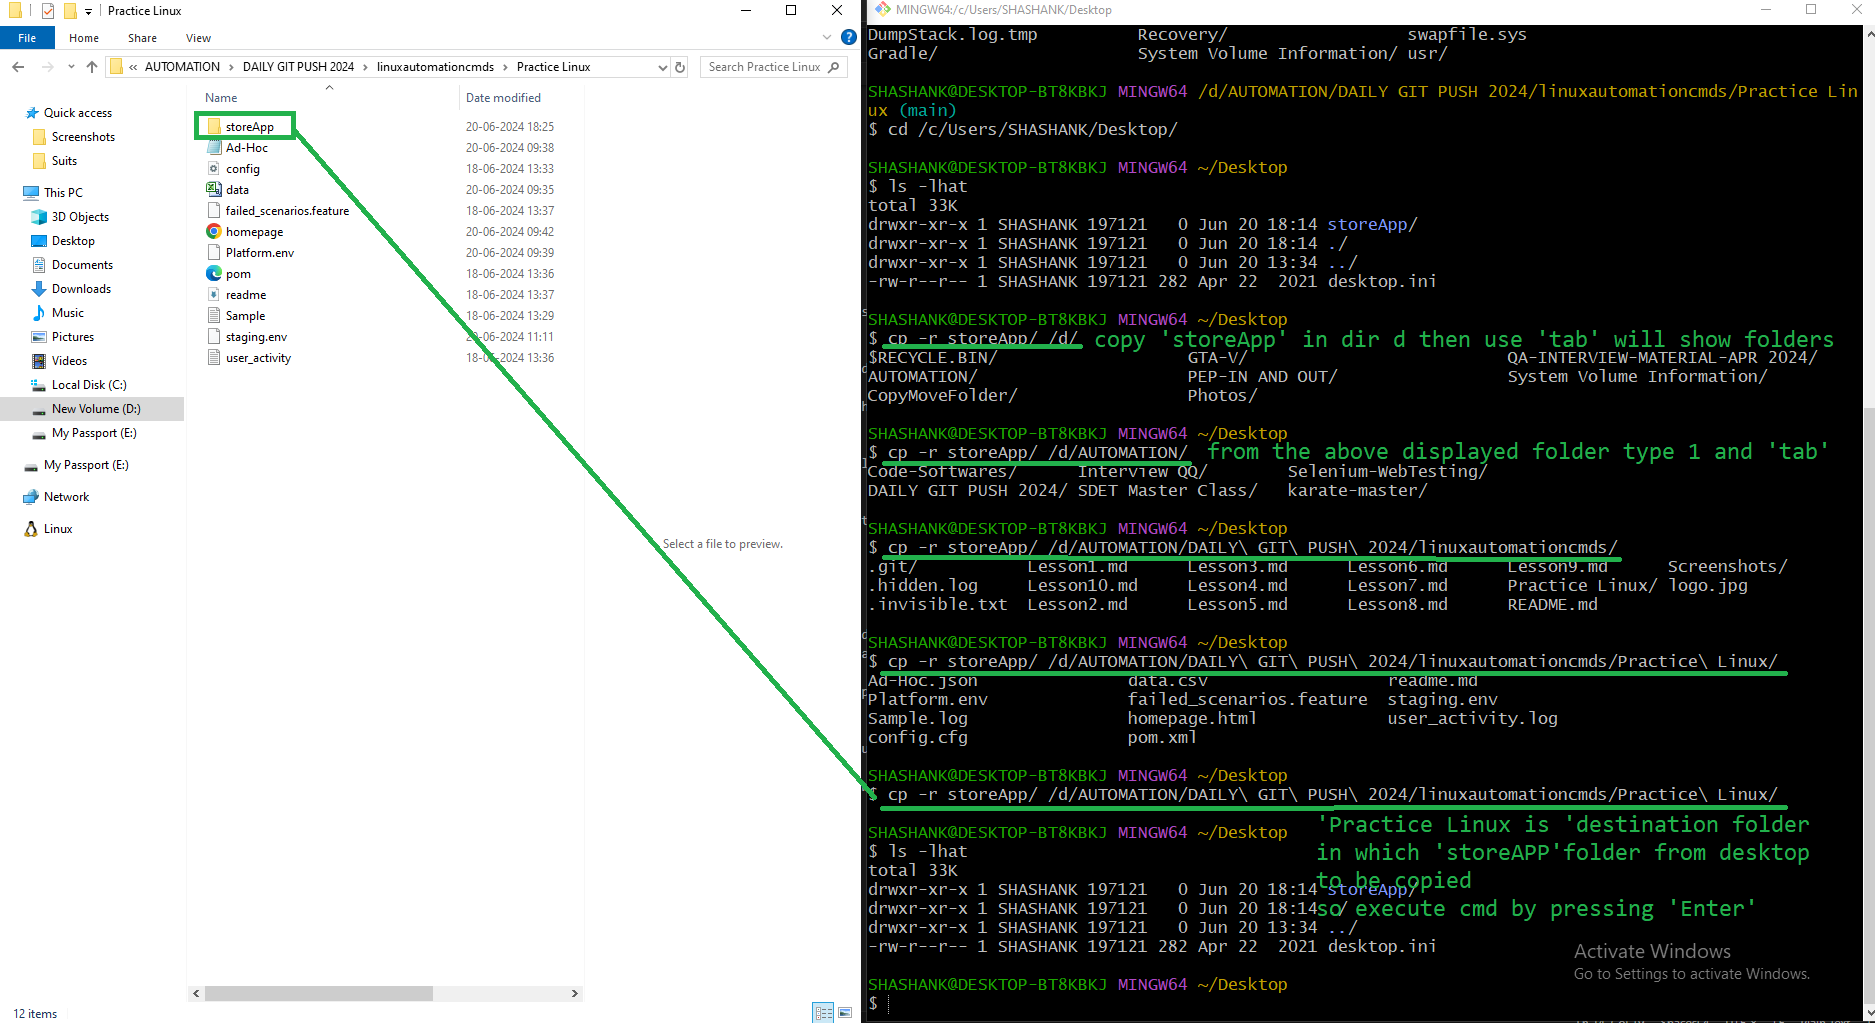 Practice Linux
File Home Share View
« AUTOMATION > DAILY GIT PUSH 2024 > linuxautomationcmds > Practice Linux
Search Practice Linux
Quick access
Screenshots
Suits
This PC
3D Objects
Desktop
Documents
Downloads
Music
Pictures
Videos
Local Disk (C:)
New Volume (D:)
My Passport (E:)
My Passport (E:)
Network
Linux
Name Date modified
storeApp 20-06-2024 18:25
Ad-Hoc 20-06-2024 09:38
config 18-06-2024 13:33
data 20-06-2024 09:35
failed_scenarios.feature 18-06-2024 13:37
homepage 20-06-2024 09:42
Platform.env 20-06-2024 09:39
pom 18-06-2024 13:36
readme 18-06-2024 13:37
Sample 18-06-2024 13:29
staging.env 20-06-2024 11:11
user_activity 18-06-2024 13:36
Select a file to preview.
12 items
MINGW64:/c/Users/SHASHANK/Desktop
DumpStack.log.tmp Recovery/ swapfile.sys
Gradle/ System Volume Information/ usr/
SHASHANK@DESKTOP-BT8KBKJ MINGW64 /d/AUTOMATION/DAILY GIT PUSH 2024/linuxautomationcmds/Practice Lin
ux (main)
$ cd /c/Users/SHASHANK/Desktop/
SHASHANK@DESKTOP-BT8KBKJ MINGW64 ~/Desktop
$ ls -lhat
total 33K
drwxr-xr-x 1 SHASHANK 197121 0 Jun 20 18:14 storeApp/
drwxr-xr-x 1 SHASHANK 197121 0 Jun 20 18:14 ./
drwxr-xr-x 1 SHASHANK 197121 0 Jun 20 13:34 ../
-rw-r--r-- 1 SHASHANK 197121 282 Apr 22 2021 desktop.ini
SHASHANK@DESKTOP-BT8KBKJ MINGW64 ~/Desktop
$ cp -r storeApp/ /d/ copy 'storeApp' in dir d then use 'tab' will show folders
$RECYCLE.BIN/ GTA-V/ QA-INTERVIEW-MATERIAL-APR 2024/
AUTOMATION/ PEP-IN AND OUT/ System Volume Information/
CopyMoveFolder/ Photos/
SHASHANK@DESKTOP-BT8KBKJ MINGW64 ~/Desktop
$ cp -r storeApp/ /d/AUTOMATION/ from the above displayed folder type 1 and 'tab'
Code-Softwares/ Interview QQ/ Selenium-WebTesting/
DAILY GIT PUSH 2024/ SDET Master Class/ karate-master/
SHASHANK@DESKTOP-BT8KBKJ MINGW64 ~/Desktop
$ cp -r storeApp/ /d/AUTOMATION/DAILY\ GIT\ PUSH\ 2024/linuxautomationcmds/
.git/ Lesson1.md Lesson3.md Lesson6.md Lesson9.md Screenshots/
.hidden.log Lesson10.md Lesson4.md Lesson7.md Practice Linux/ logo.jpg
.invisible.txt Lesson2.md Lesson5.md Lesson8.md README.md
SHASHANK@DESKTOP-BT8KBKJ MINGW64 ~/Desktop
$ cp -r storeApp/ /d/AUTOMATION/DAILY\ GIT\ PUSH\ 2024/linuxautomationcmds/Practice\ Linux/
Ad-Hoc.json data.csv readme.md
Platform.env failed_scenarios.feature staging.env
Sample.log homepage.html user_activity.log
config.cfg pom.xml
SHASHANK@DESKTOP-BT8KBKJ MINGW64 ~/Desktop
$ cp -r storeApp/ /d/AUTOMATION/DAILY\ GIT\ PUSH\ 2024/linuxautomationcmds/Practice\ Linux/
'Practice Linux is 'destination folder
in which 'storeAPP'folder from desktop
to be copied
so execute cmd by pressing 'Enter'
SHASHANK@DESKTOP-BT8KBKJ MINGW64 ~/Desktop
$ ls -lhat
total 33K
drwxr-xr-x 1 SHASHANK 197121 0 Jun 20 18:14 storeApp/
drwxr-xr-x 1 SHASHANK 197121 0 Jun 20 18:14 ./
drwxr-xr-x 1 SHASHANK 197121 0 Jun 20 13:34 ../
-rw-r--r-- 1 SHASHANK 197121 282 Apr 22 2021 desktop.ini
SHASHANK@DESKTOP-BT8KBKJ MINGW64 ~/Desktop
$
Activate Windows
Go to Settings to activate Windows.